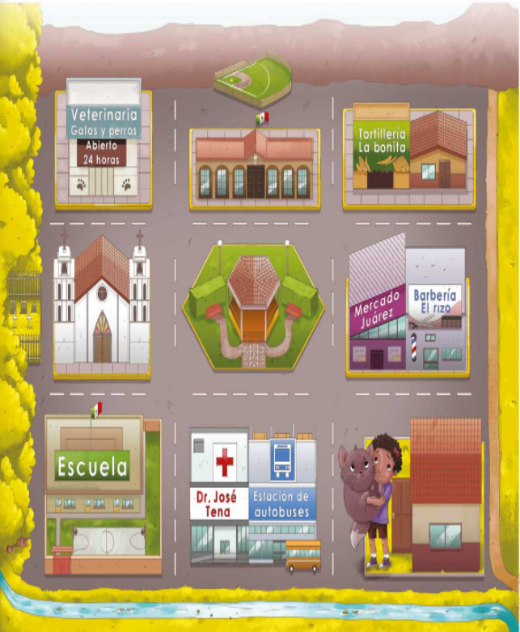 Veterinaria
Gatos y perros
Abierto
24 horas
Tortillería
La bonita
Mercado
Juárez
Barbería
El rizo
Escuela
Dr. José
Tena
Estación de
autobuses